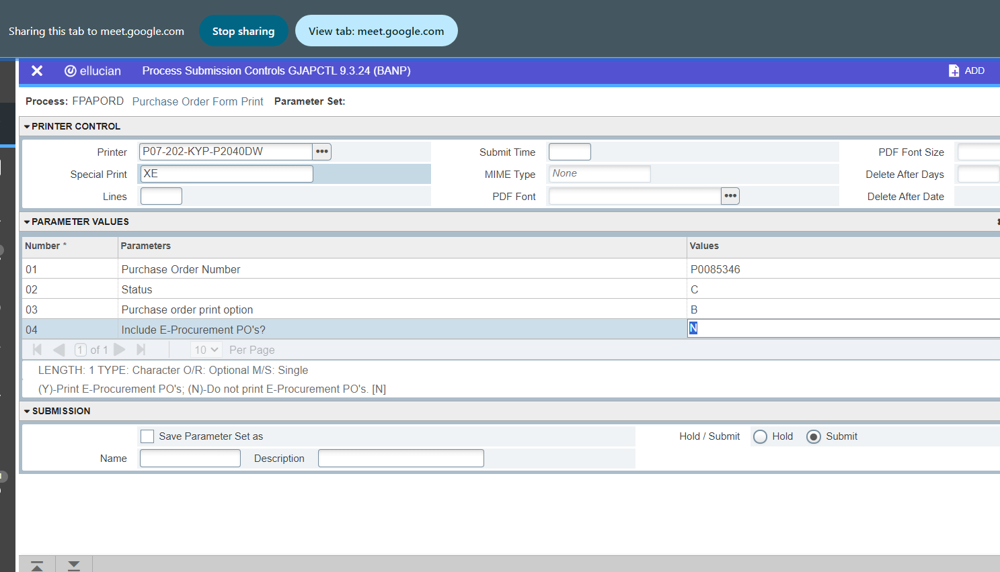 Sharing this tab to meet.google.com Stop sharing View tab: meet.google.com
ellucian Process Submission Controls GJAPCTL 9.3.24 (BANP) ADD
Process: FPAPORD Purchase Order Form Print Parameter Set:
PRINTER CONTROL
Printer P07-202-KYP-P2040DW ••• Submit Time PDF Font Size
Special Print XE MIME Type None Delete After Days
Lines PDF Font ••• Delete After Date
PARAMETER VALUES
Number * Parameters Values
01 Purchase Order Number P0085346
02 Status C
03 Purchase order print option B
04 Include E-Procurement PO's? N
1 of 1 10 Per Page
LENGTH: 1 TYPE: Character O/R: Optional M/S: Single
(Y)-Print E-Procurement PO's; (N)-Do not print E-Procurement PO's. [N]
SUBMISSION
Save Parameter Set as Hold / Submit Hold Submit
Name Description